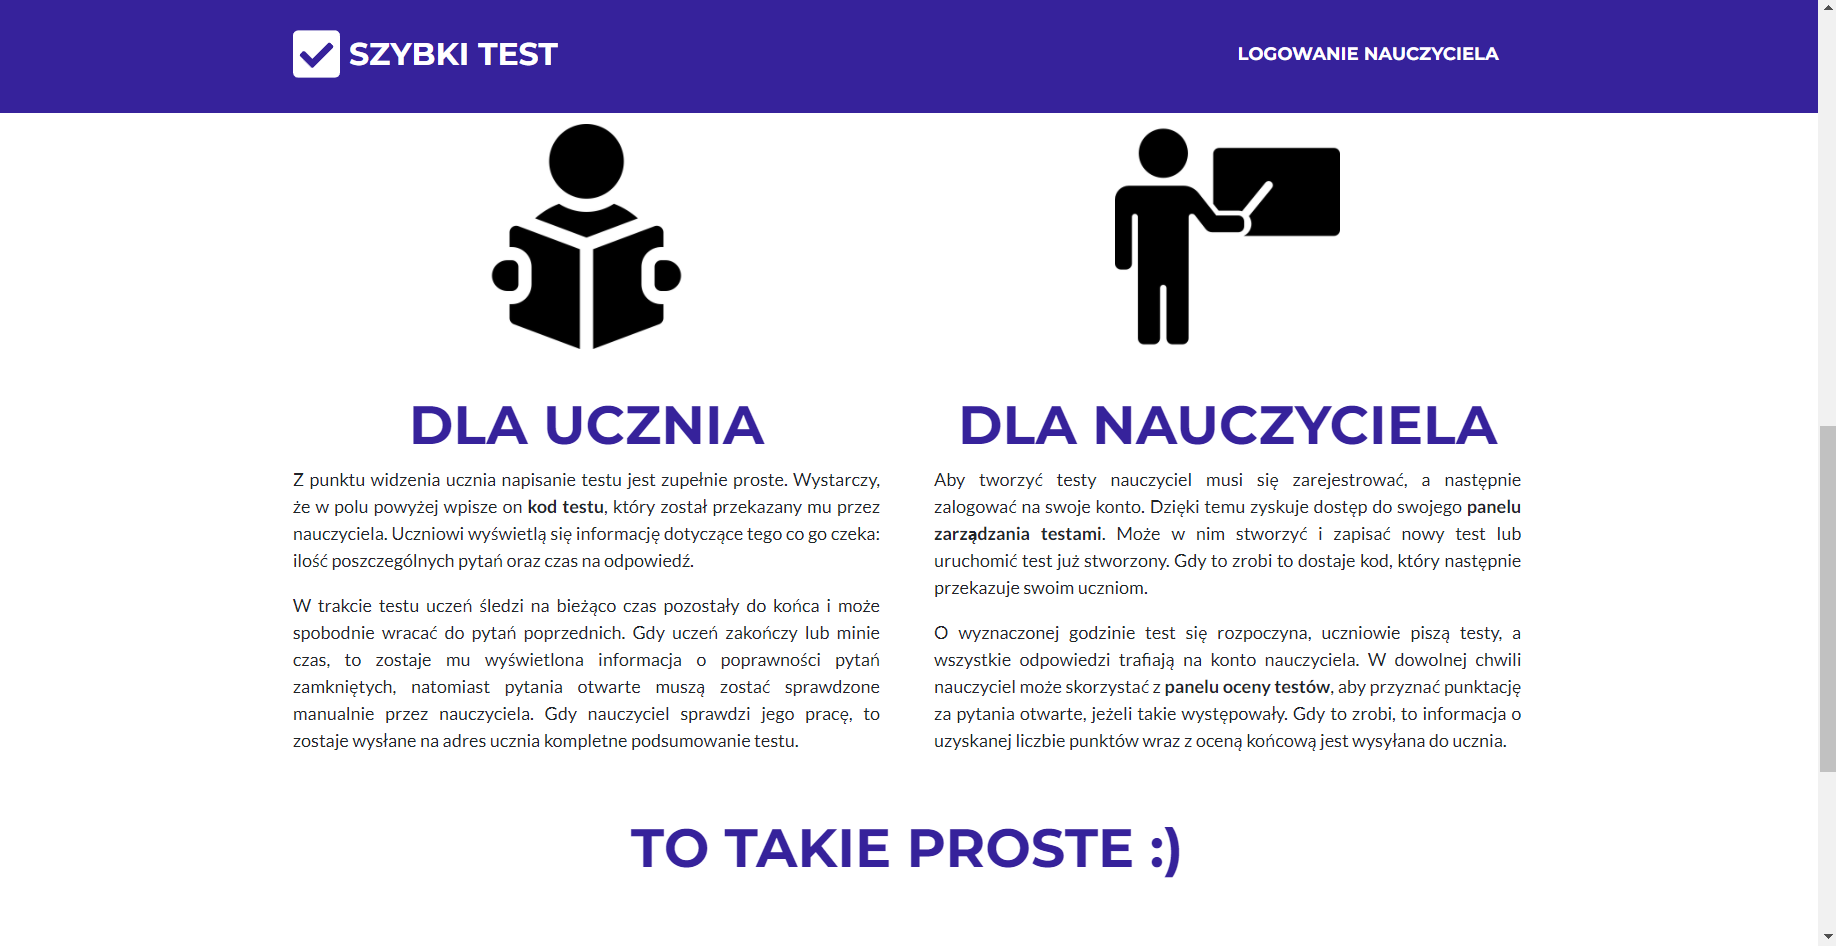 SZYBKI TEST
LOGOWANIE NAUCZYCIELA
DLA UCZNIA
Z punktu widzenia ucznia napisanie testu jest zupełnie proste. Wystarczy,
że w polu powyżej wpisze on kod testu, który został przekazany mu przez
nauczyciela. Uczniowi wyświetlą się informację dotyczące tego co go czeka:
ilość poszczególnych pytań oraz czas na odpowiedź.
W trakcie testu uczeń śledzi na bieżąco czas pozostały do końca i może
spobodnie wracać do pytań poprzednich. Gdy uczeń zakończy lub minie
czas, to zostaje mu wyświetlona informacja o poprawności pytań
zamkniętych, natomiast pytania otwarte muszą zostać sprawdzone
manualnie przez nauczyciela. Gdy nauczyciel sprawdzi jego pracę, to
zostaje wysłane na adres ucznia kompletne podsumowanie testu.
DLA NAUCZYCIELA
Aby tworzyć testy nauczyciel musi się zarejestrować, a następnie
zalogować na swoje konto. Dzięki temu zyskuje dostęp do swojego panelu
zarządzania testami. Może w nim stworzyć i zapisać nowy test lub
uruchomić test już stworzony. Gdy to zrobi to dostaje kod, który następnie
przekazuje swoim uczniom.
O wyznaczonej godzinie test się rozpoczyna, uczniowie piszą testy, a
wszystkie odpowiedzi trafiają na konto nauczyciela. W dowolnej chwili
nauczyciel może skorzystać z panelu oceny testów, aby przyznać punktację
za pytania otwarte, jeżeli takie występowały. Gdy to zrobi, to informacja o
uzyskanej liczbie punktów wraz z oceną końcową jest wysyłana do ucznia.
TO TAKIE PROSTE :)